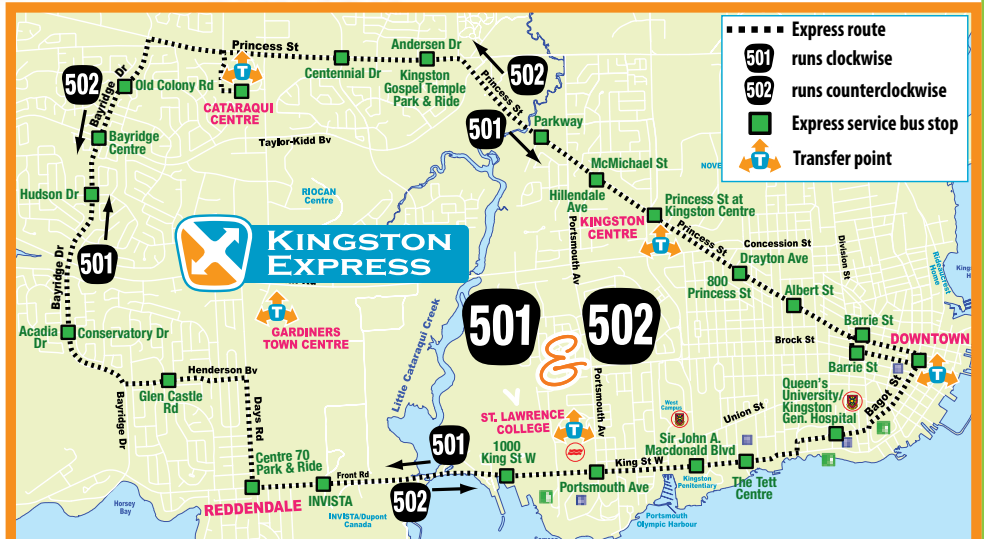 Express route
501
runs clockwise
502
runs counterclockwise
Express service bus stop
T
Transfer point
Princess St
Andersen Dr
Kingston
Gospel Temple
Park & Ride
Centennial Dr
T
CATARAQUI
CENTRE
502
Bayridge Dr
Old Colony Rd
Bayridge
Centre
Taylor-Kidd Bv
502
Princess St
501
Parkway
McMichael St
NOVE
Hillendale
Ave
Hudson Dr
RIOCAN
Centre
KINGSTON
CENTRE
Princess St at
Kingston Centre
T
Princess St
Portsmouth Av
Concession St
Division St
Drayton Ave
Rideaucrest
Home
King
H
800
Princess St
Albert St
KINGSTON
EXPRESS
501
Bayridge Dr
T
GARDINERS
TOWN CENTRE
501
&
502
Barrie St
DOWNTOWN
Brock St
Barrie St
T
Acadia
Dr
Conservatory Dr
Little Cataraqui Creek
Henderson Bv
Glen Castle
Rd
Bayridge Dr
Days Rd
Portsmouth Av
Queen's
University/
Kingston
Gen. Hospital
Bagot St
West
Campus
Union St
ST. LAWRENCE
COLLEGE
T
501
1000
King St W
Sir John A.
Macdonald Blvd
Centre 70
Park & Ride
Front Rd
King St W
REDDENDALE
INVISTA
502
Portsmouth Ave
Kingston
Penitentiary
The Tett
Centre
Horsey
Bay
INVISTA/Dupont
Canada
Portsmouth
Olympic Harbour